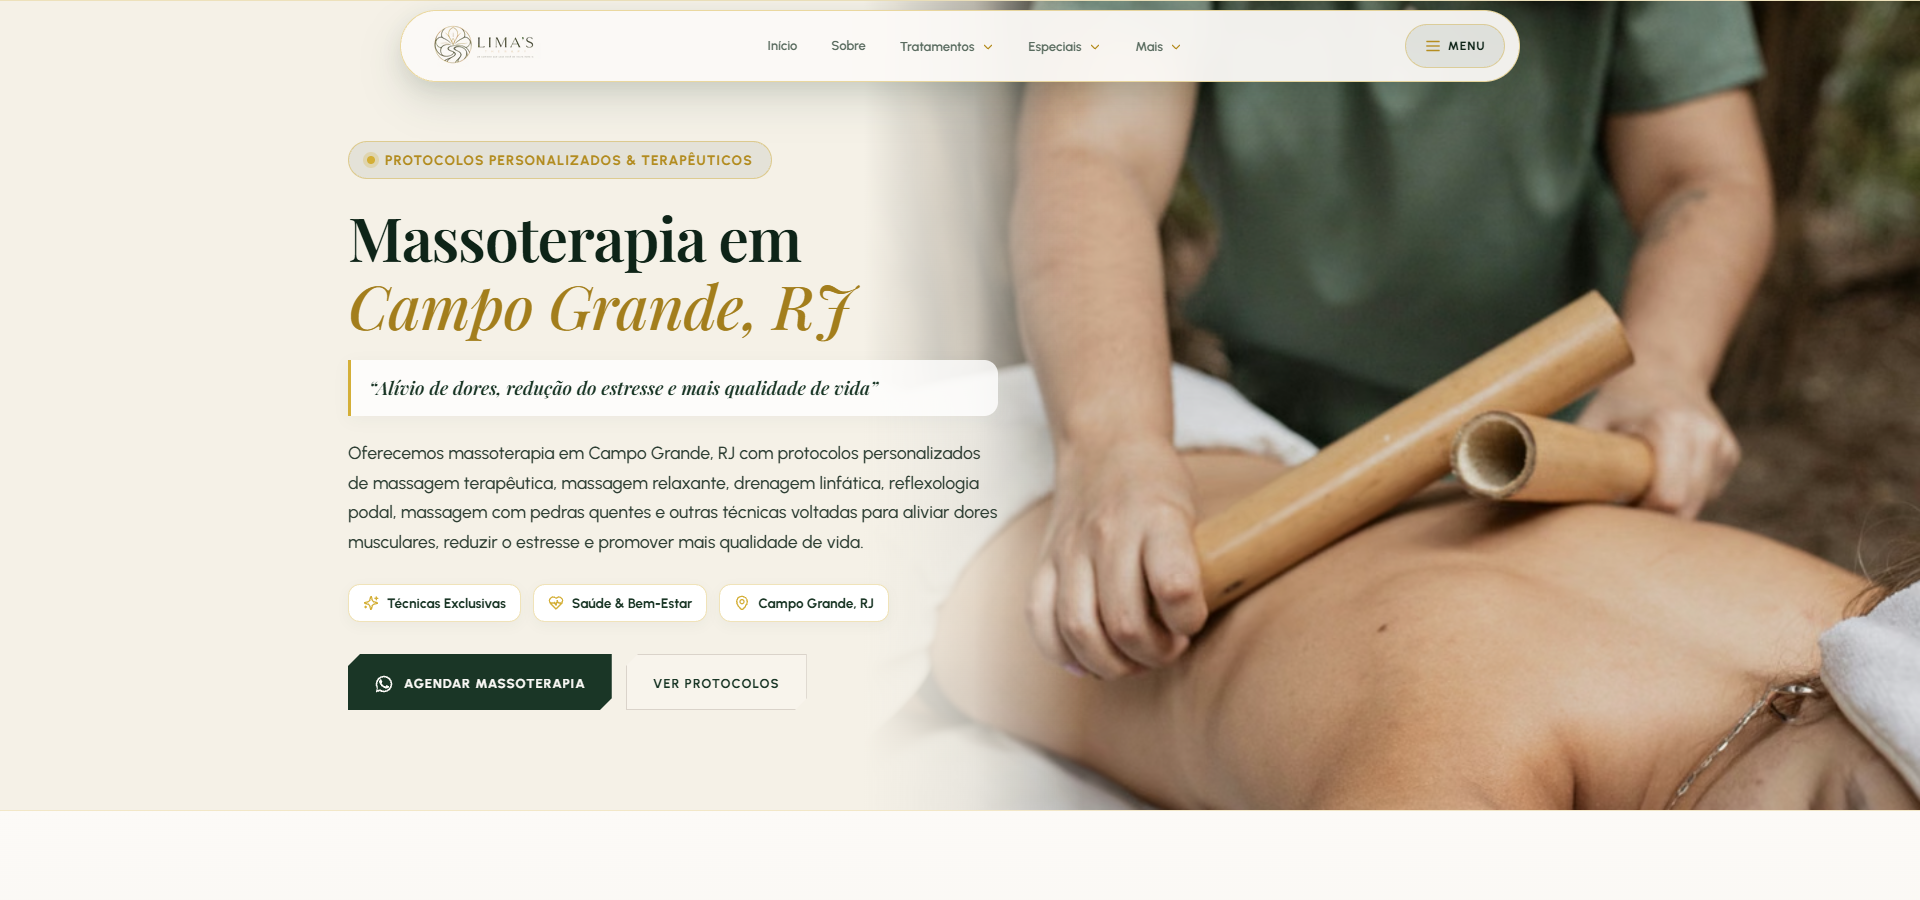 LIMA'S
Início
Sobre
Tratamentos
Especiais
Mais
MENU
PROTOCOLOS PERSONALIZADOS & TERAPÊUTICOS
Massoterapia em
Campo Grande, RJ
“Alívio de dores, redução do estresse e mais qualidade de vida”
Oferecemos massoterapia em Campo Grande, RJ com protocolos personalizados
de massagem terapêutica, massagem relaxante, drenagem linfática, reflexologia
podal, massagem com pedras quentes e outras técnicas voltadas para aliviar dores
musculares, reduzir o estresse e promover mais qualidade de vida.
Técnicas Exclusivas
Saúde & Bem-Estar
Campo Grande, RJ
AGENDAR MASSOTERAPIA
VER PROTOCOLOS